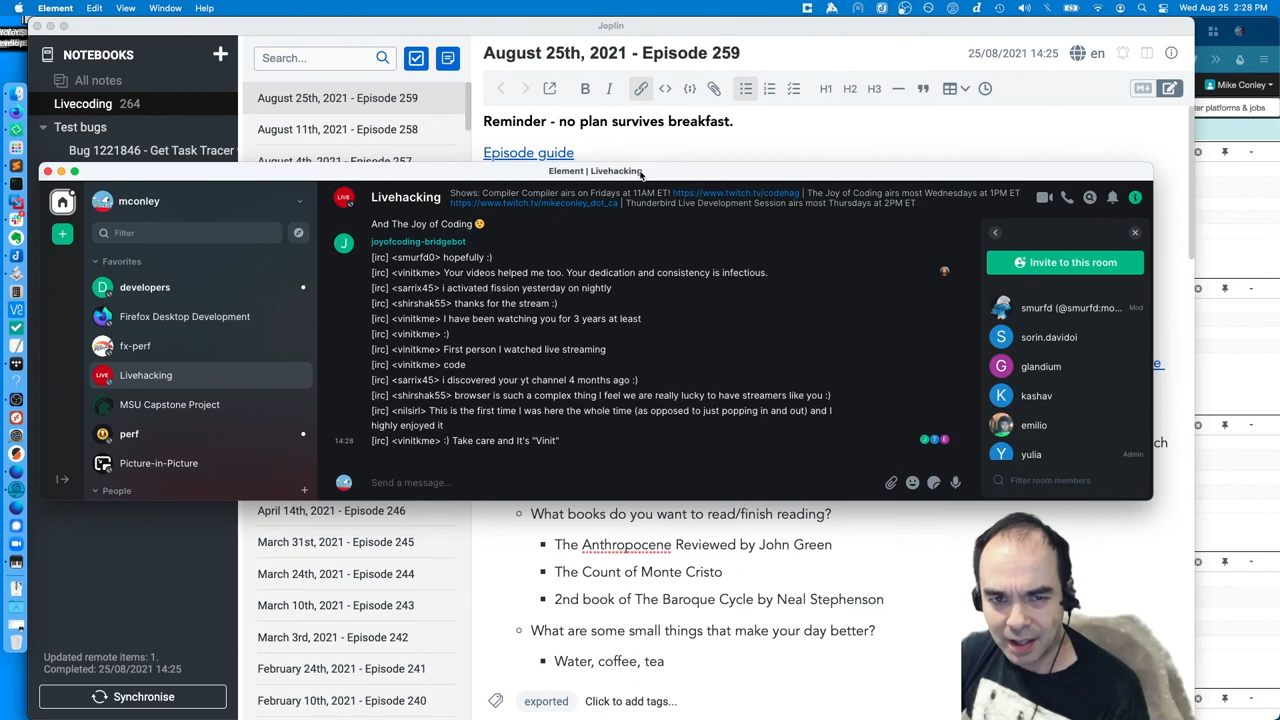 Element
Window
Help
Wed Aug 25 2:28 PM
Joplin
NOTEBOOKS
All notes
Livecoding 264
Test bugs
Bug 1221846 - Get Task Tracer
Search...
August 25th, 2021 - Episode 259
August 11th, 2021 - Episode 258
August 25th, 2021 - Episode 259
25/08/2021 14:25
en
H1 H2 H3
Mike Conley
er platforms & jobs
Reminder - no plan survives breakfast.
Episode guide
Element | Livehacking
mconley
Filter
Favorites
developers
Firefox Desktop Development
fx-perf
Livehacking
MSU Capstone Project
perf
Picture-in-Picture
People
LIVE
Livehacking
Shows: Compiler Compiler airs on Fridays at 11AM ET! https://www.twitch.tv/codehag | The Joy of Coding airs most Wednesdays at 1PM ET
https://www.twitch.tv/mikeconley_dot_ca | Thunderbird Live Development Session airs most Thursdays at 2PM ET
And The Joy of Coding 😉
joyofcoding-bridgebot
[irc] <smurfd0> hopefully :)
[irc] <vinitkme> Your videos helped me too. Your dedication and consistency is infectious.
[irc] <sarrix45> i activated fission yesterday on nightly
[irc] <shirshak55> thanks for the stream :)
[irc] <vinitkme> I have been watching you for 3 years at least
[irc] <vinitkme> :)
[irc] <vinitkme> First person I watched live streaming
[irc] <vinitkme> code
[irc] <sarrix45> i discovered your yt channel 4 months ago :)
[irc] <shirshak55> browser is such a complex thing I feel we are really lucky to have streamers like you :)
[irc] <nilsirl> This is the first time I was here the whole time (as opposed to just popping in and out) and I
highly enjoyed it
14:28
[irc] <vinitkme> :) Take care and It's "Vinit"
Send a message...
Invite to this room
smurfd (@smurfd:mo... Mod
sorin.davidoi
glandium
kashav
emilio
yulia Admin
Filter room members
ch
April 14th, 2021 - Episode 246
March 31st, 2021 - Episode 245
March 24th, 2021 - Episode 244
March 10th, 2021 - Episode 243
March 3rd, 2021 - Episode 242
February 24th, 2021 - Episode 241
February 10th, 2021 - Episode 240
What books do you want to read/finish reading?
The Anthropocene Reviewed by John Green
The Count of Monte Cristo
2nd book of The Baroque Cycle by Neal Stephenson
What are some small things that make your day better?
Water, coffee, tea
exported
Click to add tags...
Updated remote items: 1.
Completed: 25/08/2021 14:25
Synchronise